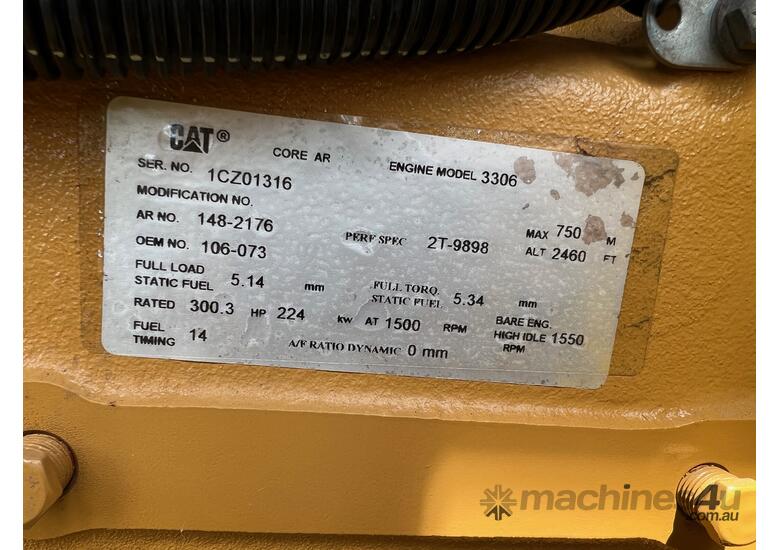 CAT®
CORE AR
ENGINE MODEL 3306
SER. NO. 1CZ01316
MODIFICATION NO.
AR NO. 148-2176
PERF SPEC 2T-9898
MAX 750 M
ALT 2460 FT
OEM NO. 106-073
FULL LOAD
STATIC FUEL 5.14 mm
FULL TORQ.
STATIC FUEL 5.34 mm
RATED 300.3 HP 224 kw AT 1500 RPM
BARE ENG.
HIGH IDLE 1550
RPM
FUEL
TIMING 14
A/F RATIO DYNAMIC 0 mm
machines4u
.com.au